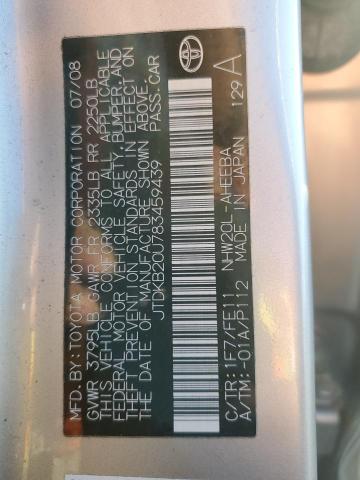 MFD.BY:TOYOTA MOTOR CORPORATION 07/08
GVWR 3795LB GAWR FR 2335LB RR 2250LB
THIS VEHICLE CONFORMS TO ALL APPLICABLE
FEDERAL MOTOR VEHICLE SAFETY, BUMPER, AND
THEFT PREVENTION STANDARDS IN EFFECT ON
THE DATE OF MANUFACTURE SHOWN ABOVE.
JTDKB20U783459439 PASS.CAR
C/TR:1F7/FE11 NHW20L-AHEEBA 129 A
A/TM:-01A/P112 MADE IN JAPAN